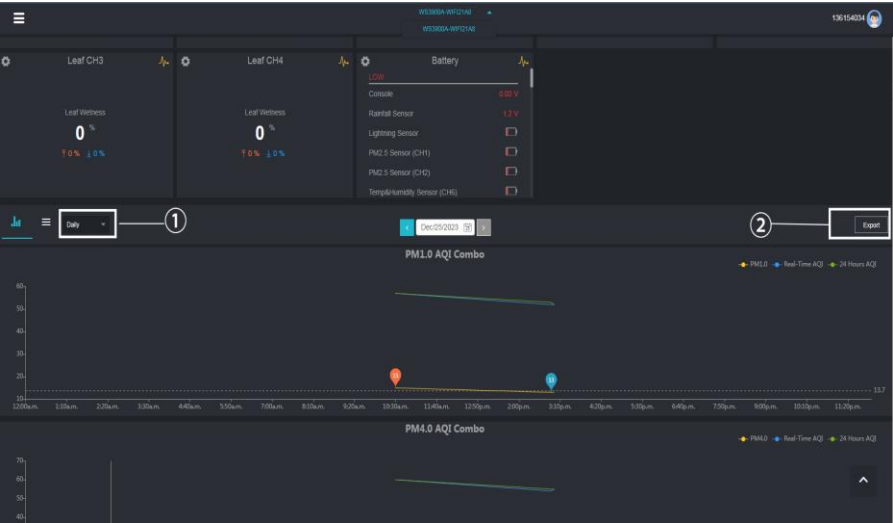 WS3900A-WIFI21A8
136154034
WS3900A-WIFI21A8
Leaf CH3
Leaf CH4
Battery
LOW
Console 0.00 V
Rainfall Sensor 1.2 V
Lightning Sensor
PM2.5 Sensor (CH1)
PM2.5 Sensor (CH2)
Temp&Humidity Sensor (CH6)
Leaf Wetness
0 %
0% 0%
Leaf Wetness
0 %
0% 0%
Daily
1
Dec/25/2023
2
Export
PM1.0 AQI Combo
PM1.0 Real-Time AQI 24 Hours AQI
60
50
40
30
20
10
15
13
13.7
12:00a.m. 1:10a.m. 2:20a.m. 3:30a.m. 4:40a.m. 5:50a.m. 7:00a.m. 8:10a.m. 9:20a.m. 10:30a.m. 11:40a.m. 12:50p.m. 2:00p.m. 3:10p.m. 4:20p.m. 5:30p.m. 6:40p.m. 7:50p.m. 9:00p.m. 10:10p.m. 11:20p.m.
PM4.0 AQI Combo
PM4.0 Real-Time AQI 24 Hours AQI
70
60
50
40